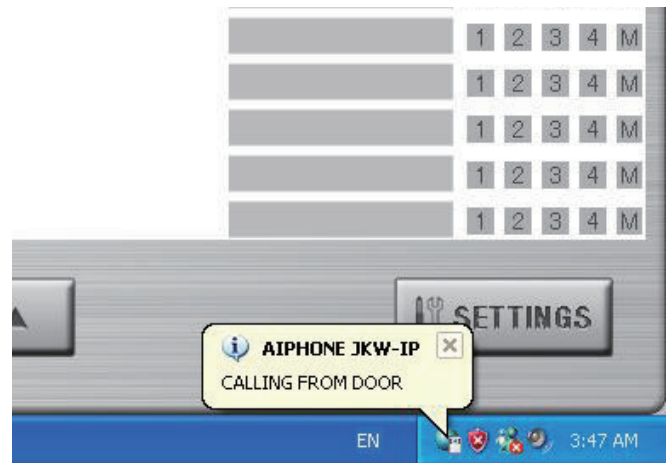 1 2 3 4 M
1 2 3 4 M
1 2 3 4 M
1 2 3 4 M
1 2 3 4 M
SETTINGS
AIPHONE JKW-IP
CALLING FROM DOOR
EN 3:47 AM